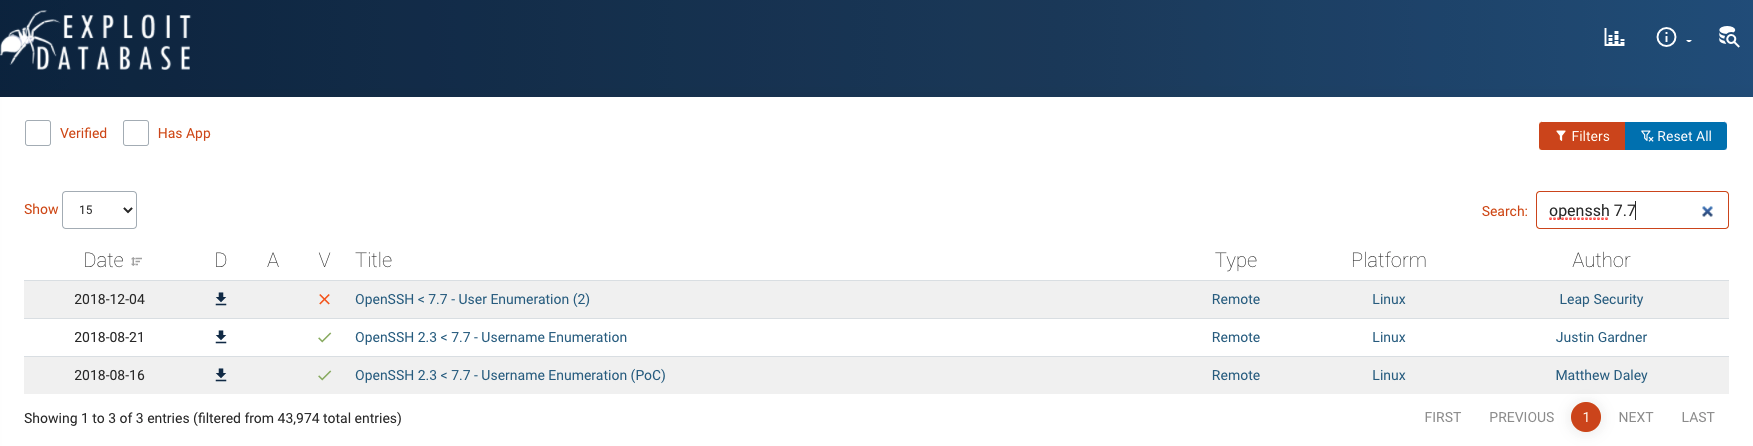 EXPLOIT
DATABASE
Verified Has App
Filters Reset All
Show 15
Search: openssh 7.7
Date D A V Title Type Platform Author
2018-12-04 OpenSSH < 7.7 - User Enumeration (2) Remote Linux Leap Security
2018-08-21 OpenSSH 2.3 < 7.7 - Username Enumeration Remote Linux Justin Gardner
2018-08-16 OpenSSH 2.3 < 7.7 - Username Enumeration (PoC) Remote Linux Matthew Daley
Showing 1 to 3 of 3 entries (filtered from 43,974 total entries)
FIRST PREVIOUS 1 NEXT LAST